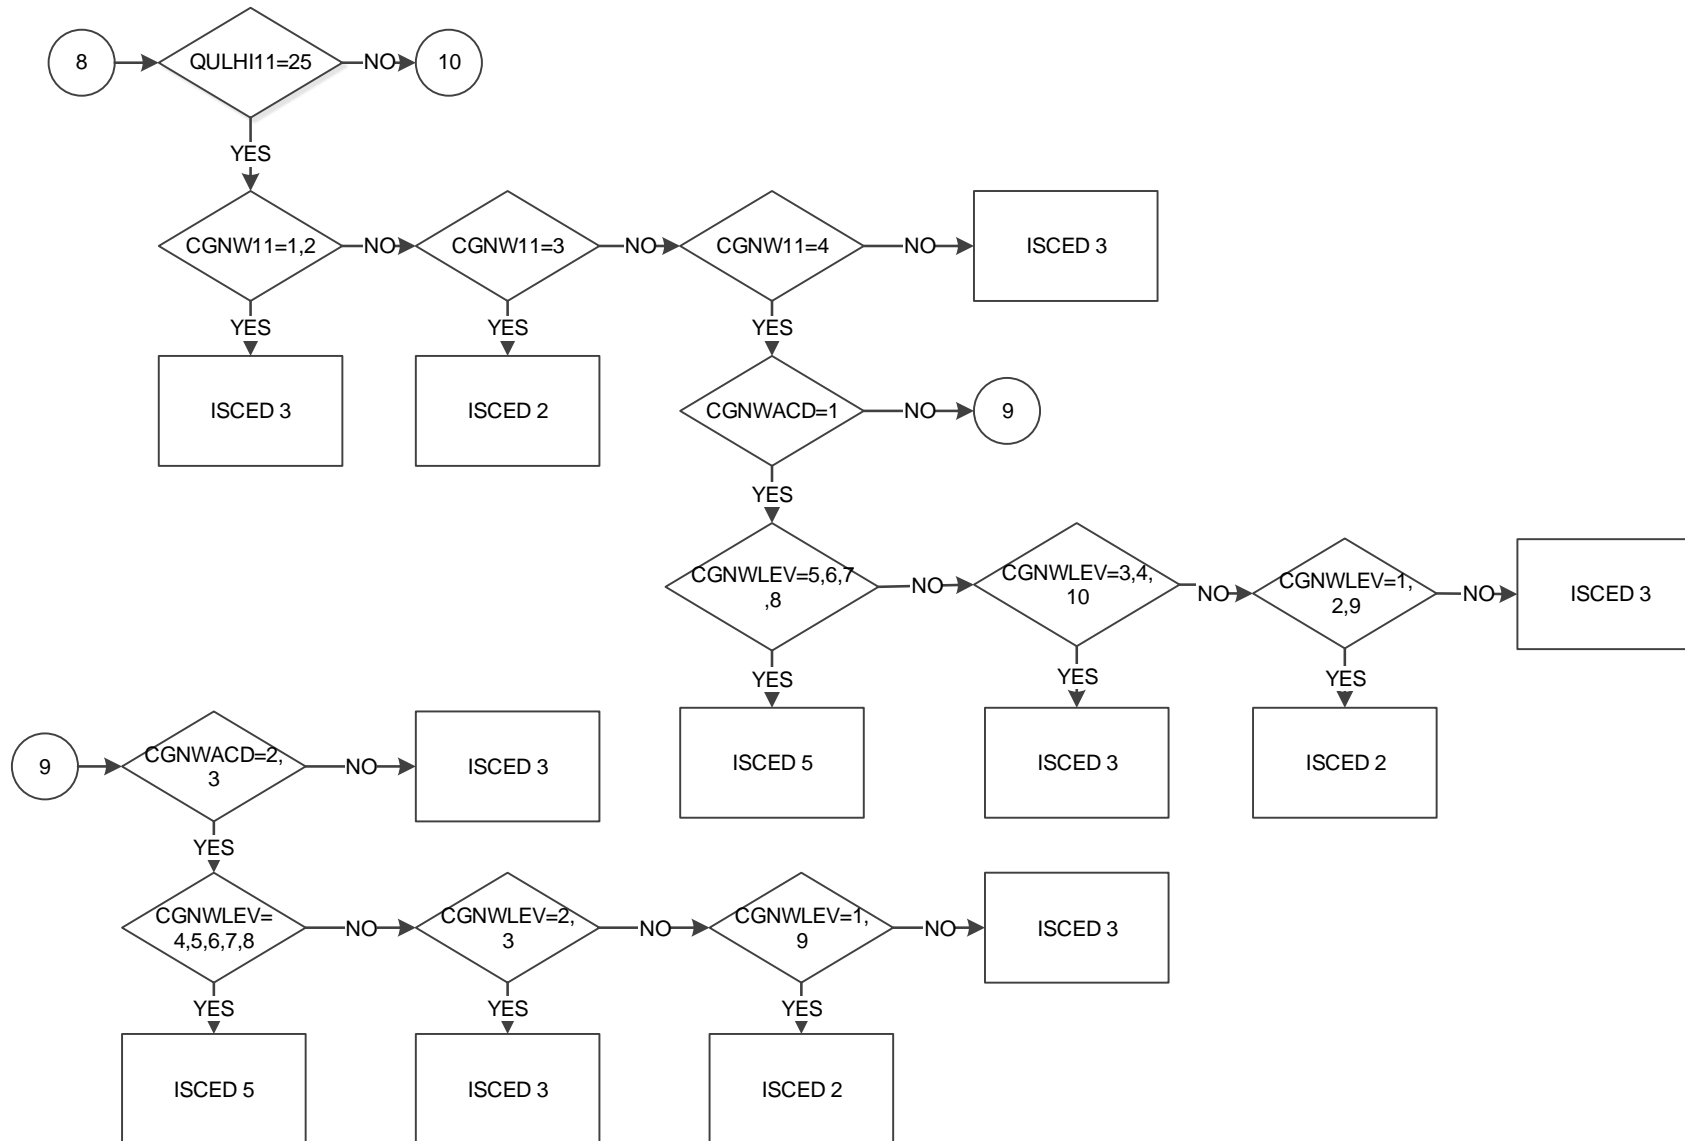 8
QULHI11=25
NO
10
YES
CGNW11=1,2
NO
CGNW11=3
NO
CGNW11=4
NO
ISCED 3
YES
YES
YES
ISCED 3
ISCED 2
CGNWACD=1
NO
9
YES
CGNWLEV=5,6,7
,8
NO
CGNWLEV=3,4,
10
NO
CGNWLEV=1,
2,9
NO
ISCED 3
YES
YES
YES
ISCED 5
ISCED 3
ISCED 2
9
CGNWACD=2,
3
NO
ISCED 3
YES
CGNWLEV=
4,5,6,7,8
NO
CGNWLEV=2,
3
NO
CGNWLEV=1,
9
NO
ISCED 3
YES
YES
YES
ISCED 5
ISCED 3
ISCED 2